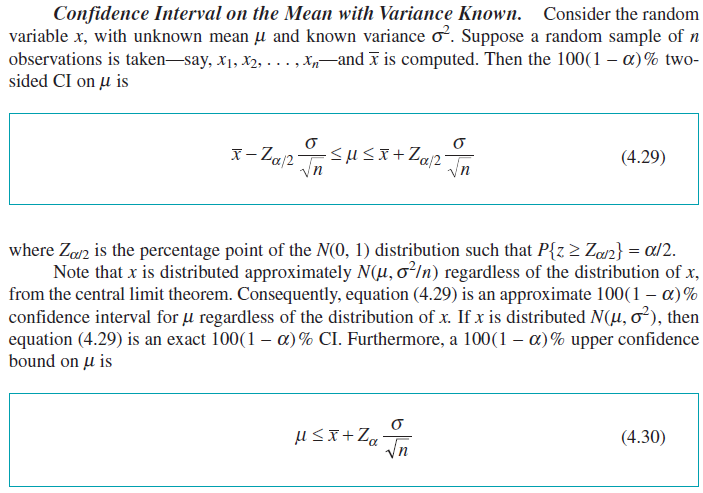 Confidence Interval on the Mean with Variance Known. Consider the random
variable x, with unknown mean μ and known variance σ². Suppose a random sample of n
observations is taken—say, x₁, x₂, . . . , xₙ—and x̄ is computed. Then the 100(1 – α)% two-
sided CI on μ is
x̄ – Z_{α/2} σ/√n ≤ μ ≤ x̄ + Z_{α/2} σ/√n (4.29)
where Z_{α/2} is the percentage point of the N(0, 1) distribution such that P{z ≥ Z_{α/2}} = α/2.
Note that x is distributed approximately N(μ, σ²/n) regardless of the distribution of x,
from the central limit theorem. Consequently, equation (4.29) is an approximate 100(1 – α)%
confidence interval for μ regardless of the distribution of x. If x is distributed N(μ, σ²), then
equation (4.29) is an exact 100(1 – α)% CI. Furthermore, a 100(1 – α)% upper confidence
bound on μ is
μ ≤ x̄ + Z_α σ/√n (4.30)